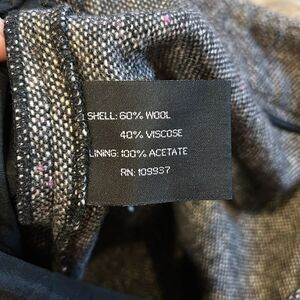 SHELL: 60% WOOL
40% VISCOSE
LINING: 100% ACETATE
RN: 109937